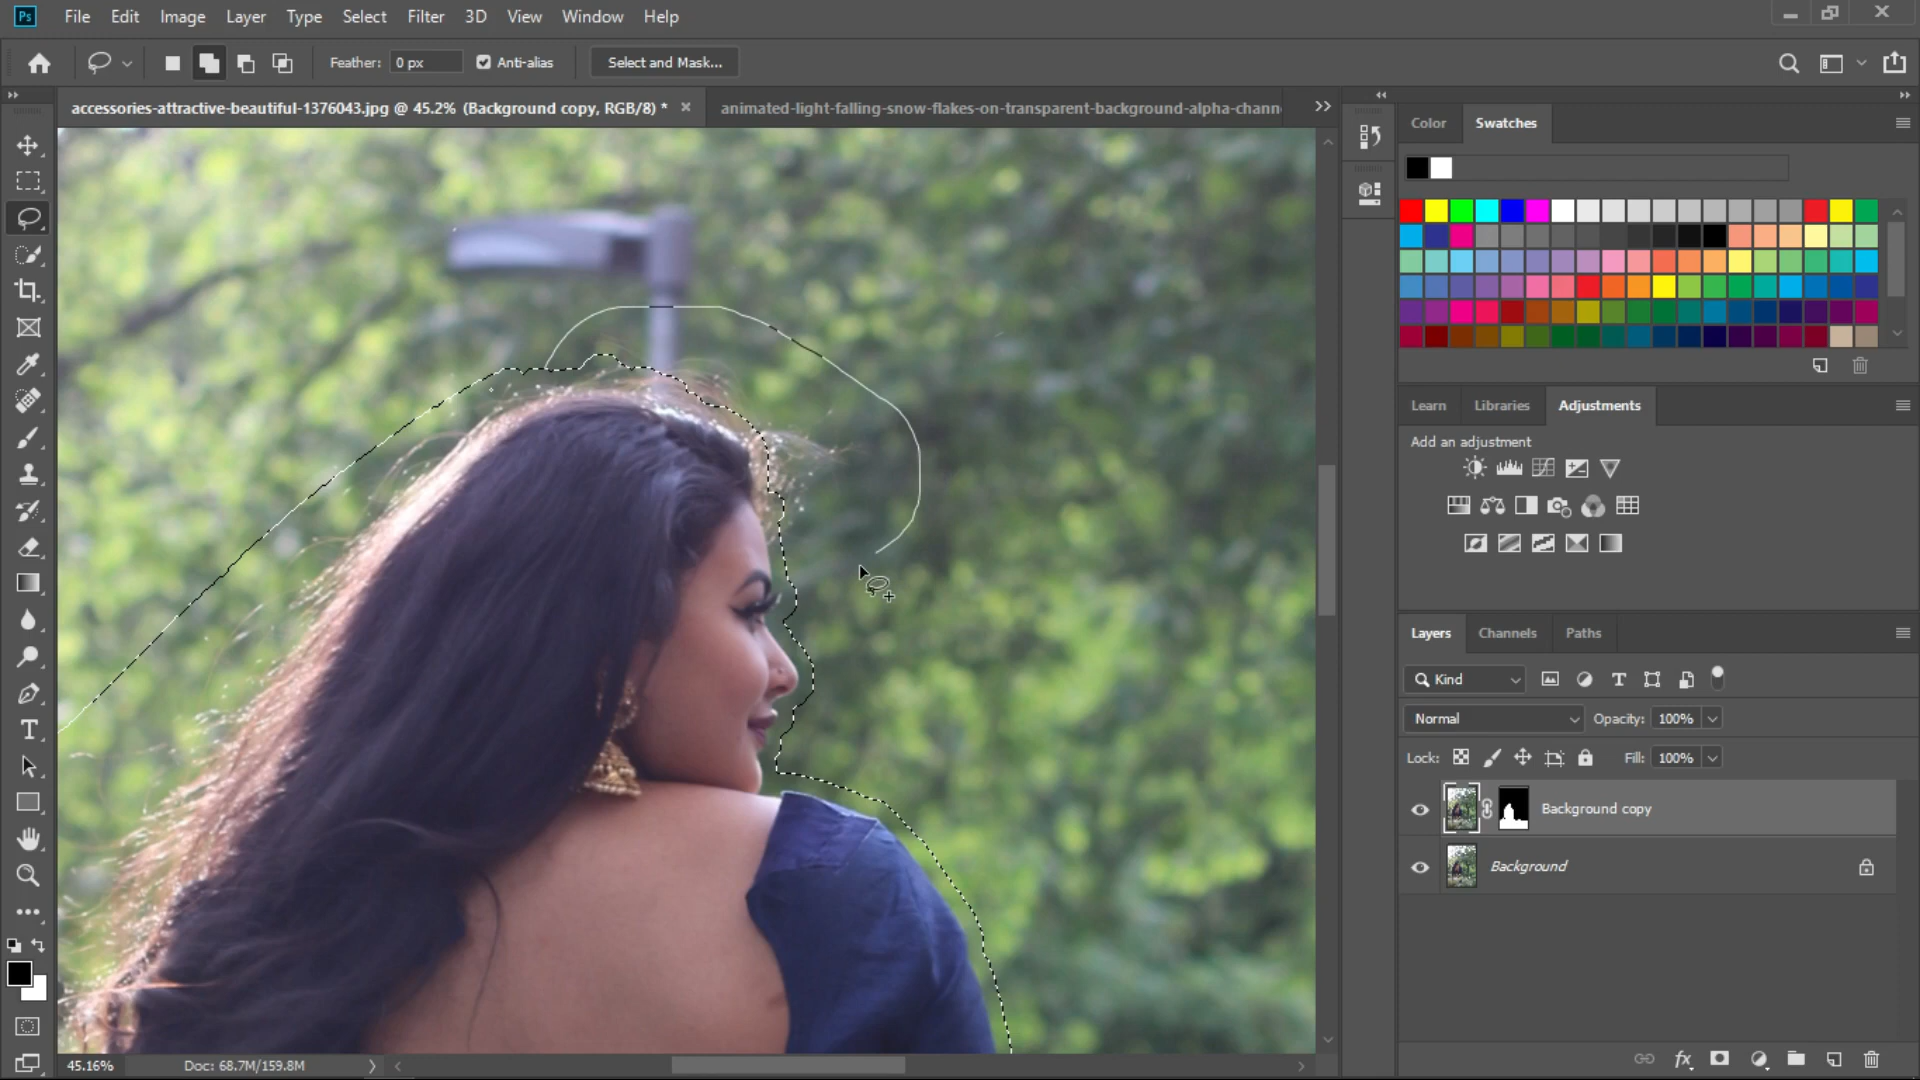 Ps File Edit Image Layer Type Select Filter 3D View Window Help
Feather: 0 px Anti-alias Select and Mask...
accessories-attractive-beautiful-1376043.jpg @ 45.2% (Background copy, RGB/8) * animated-light-falling-snow-flakes-on-transparent-background-alpha-chann
Color Swatches
Learn Libraries Adjustments
Add an adjustment
Layers Channels Paths
Kind
Normal Opacity: 100%
Lock: Fill: 100%
Background copy
Background
45.16% Doc: 68.7M/159.8M